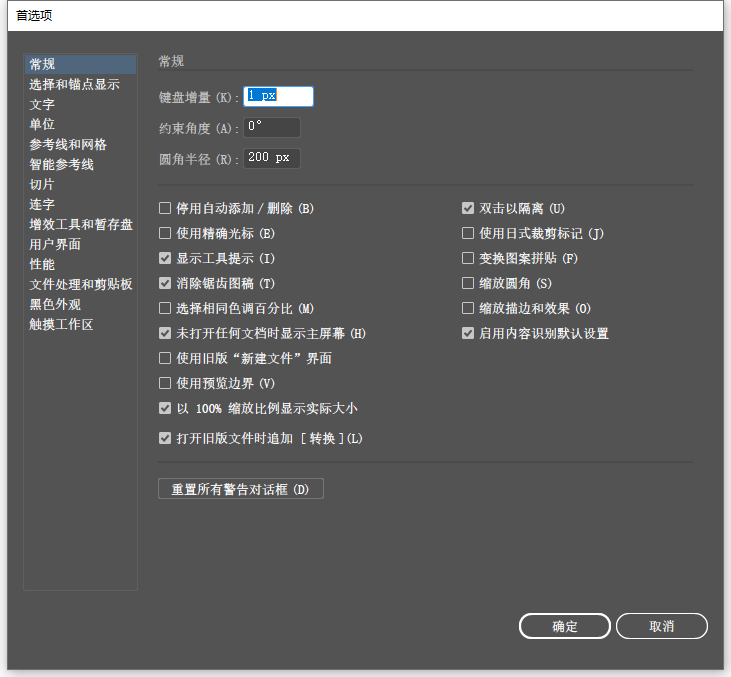 首选项
常规
选择和锚点显示
文字
单位
参考线和网格
智能参考线
切片
连字
增效工具和暂存盘
用户界面
性能
文件处理和剪贴板
黑色外观
触摸工作区
常规
键盘增量 (K): 1 px
约束角度 (A): 0°
圆角半径 (R): 200 px
停用自动添加 / 删除 (B)
使用精确光标 (E)
显示工具提示 (I)
消除锯齿图稿 (T)
选择相同色调百分比 (M)
未打开任何文档时显示主屏幕 (H)
使用旧版“新建文件”界面
使用预览边界 (V)
以 100% 缩放比例显示实际大小
打开旧版文件时追加 [ 转换 ](L)
双击以隔离 (U)
使用日式裁剪标记 (J)
变换图案拼贴 (F)
缩放圆角 (S)
缩放描边和效果 (O)
启用内容识别默认设置
重置所有警告对话框 (D)
确定
取消